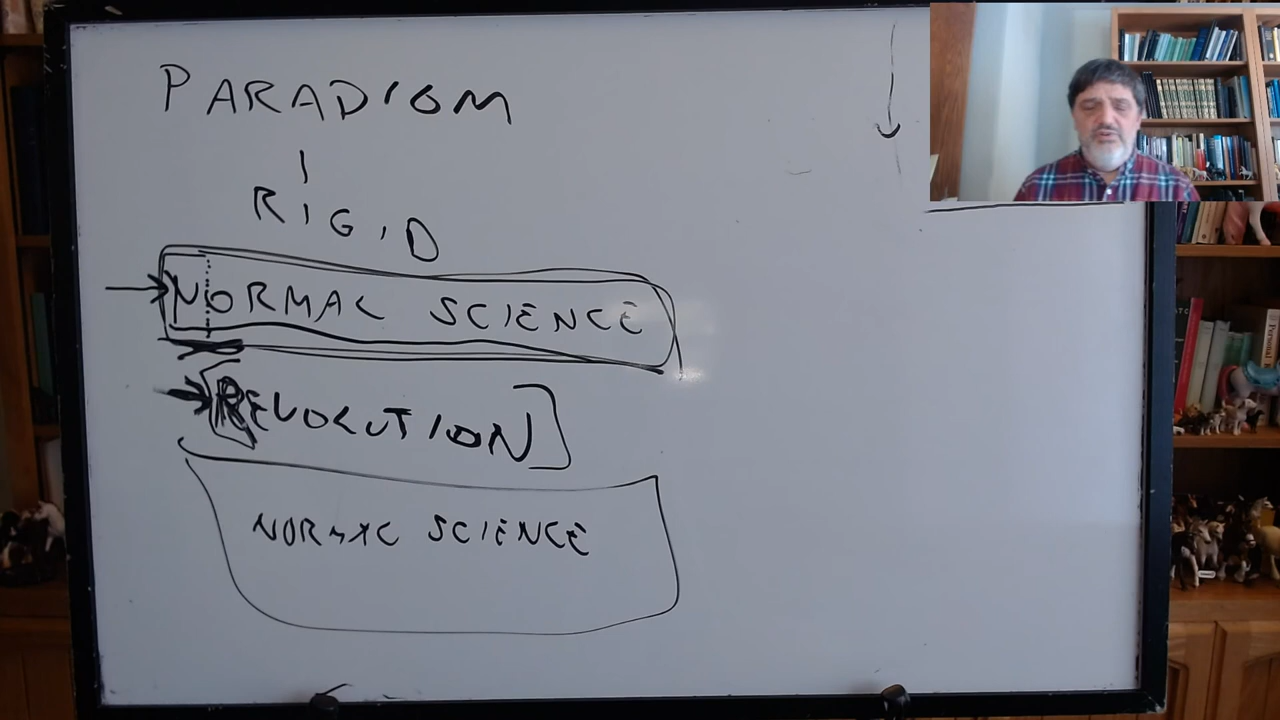 PARADIGM
RIGID
NORMAL SCIENCE
REVOLUTION
NORMAL SCIENCE